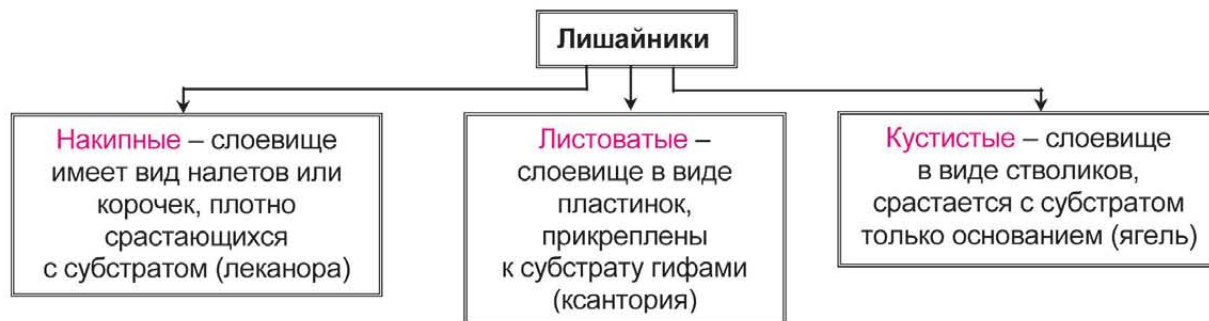 Лишайники
Накипные – слоевище
имеет вид налетов или
корочек, плотно
срастающихся
с субстратом (леканора)
Листоватые –
слоевище в виде
пластинок,
прикреплены
к субстрату гифами
(ксантория)
Кустистые – слоевище
в виде стволиков,
срастается с субстратом
только основанием (ягель)